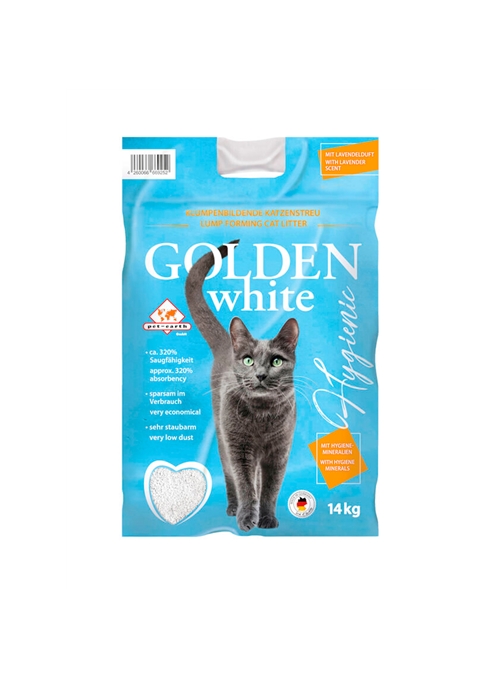 MIT LAVENDELDUFT
WITH LAVENDER
SCENT
KLUMPENBILDENDE KATZENSTREU
LUMP FORMING CAT LITTER
GOLDEN
white
Hygienic
pet-earth
GmbH
• ca. 320%
Saugfähigkeit
approx. 320%
absorbency
• sparsam im
Verbrauch
very economical
• sehr staubarm
very low dust
MIT HYGIENE-
MINERALIEN
WITH HYGIENE
MINERALS
14kg